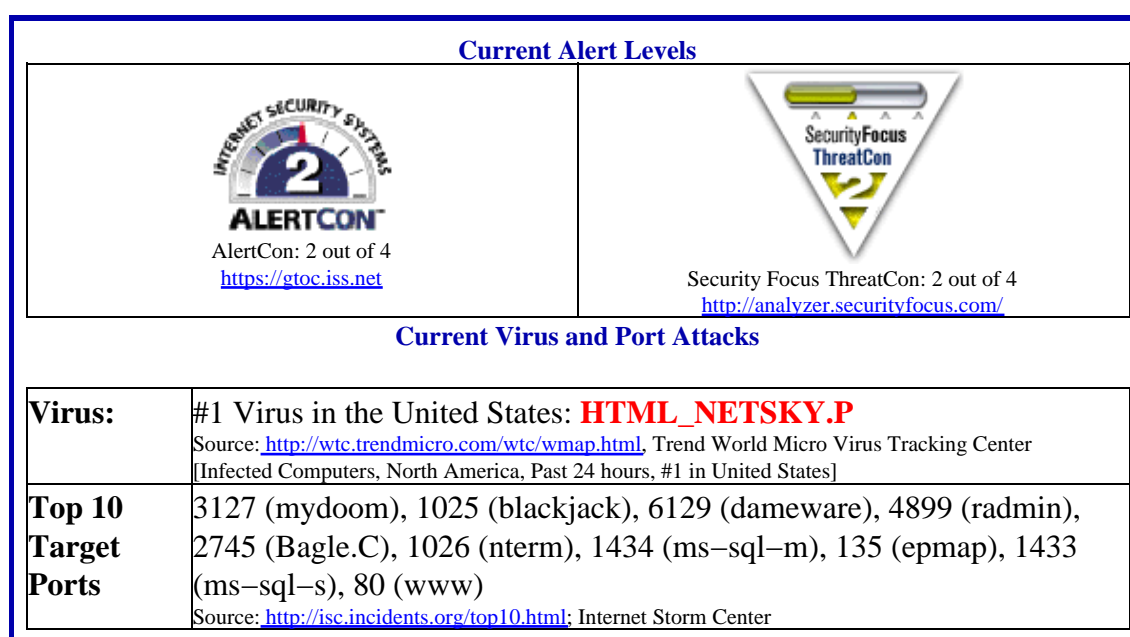 Current Alert Levels
INTERNET SECURITY SYSTEMS
2
ALERTCON™
AlertCon: 2 out of 4
https://gtoc.iss.net
SecurityFocus
ThreatCon
2
Security Focus ThreatCon: 2 out of 4
http://analyzer.securityfocus.com/
Current Virus and Port Attacks
Virus:
#1 Virus in the United States: HTML_NETSKY.P
Source: http://wtc.trendmicro.com/wtc/wmap.html, Trend World Micro Virus Tracking Center
[Infected Computers, North America, Past 24 hours, #1 in United States]
Top 10
Target
Ports
3127 (mydoom), 1025 (blackjack), 6129 (dameware), 4899 (radmin),
2745 (Bagle.C), 1026 (nterm), 1434 (ms−sql−m), 135 (epmap), 1433
(ms−sql−s), 80 (www)
Source: http://isc.incidents.org/top10.html; Internet Storm Center